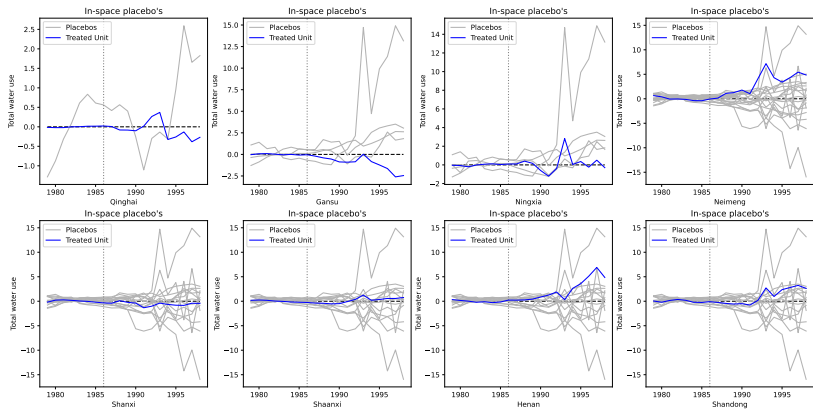 In-space placebo's
Placebos
Treated Unit
Total water use
2.5
2.0
1.5
1.0
0.5
0.0
−0.5
−1.0
1980
1985
1990
1995
Qinghai
In-space placebo's
Placebos
Treated Unit
Total water use
15.0
12.5
10.0
7.5
5.0
2.5
0.0
−2.5
1980
1985
1990
1995
Gansu
In-space placebo's
Placebos
Treated Unit
Total water use
14
12
10
8
6
4
2
0
−2
1980
1985
1990
1995
Ningxia
In-space placebo's
Placebos
Treated Unit
Total water use
15
10
5
0
−5
−10
−15
1980
1985
1990
1995
Neimeng
In-space placebo's
Placebos
Treated Unit
Total water use
15
10
5
0
−5
−10
−15
1980
1985
1990
1995
Shanxi
In-space placebo's
Placebos
Treated Unit
Total water use
15
10
5
0
−5
−10
−15
1980
1985
1990
1995
Shaanxi
In-space placebo's
Placebos
Treated Unit
Total water use
15
10
5
0
−5
−10
−15
1980
1985
1990
1995
Henan
In-space placebo's
Placebos
Treated Unit
Total water use
15
10
5
0
−5
−10
−15
1980
1985
1990
1995
Shandong